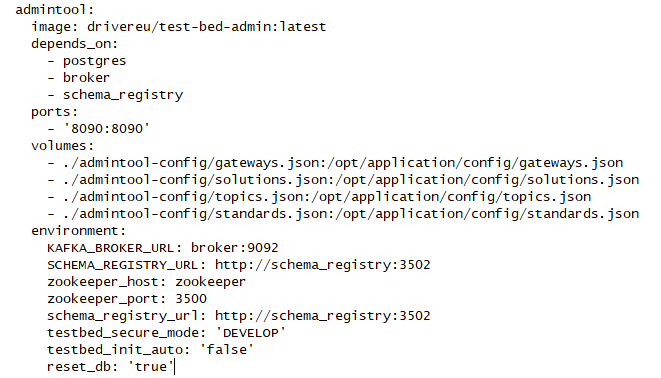 admintool:
image: drivereu/test-bed-admin:latest
depends_on:
- postgres
- broker
- schema_registry
ports:
- '8090:8090'
volumes:
- ./admintool-config/gateways.json:/opt/application/config/gateways.json
- ./admintool-config/solutions.json:/opt/application/config/solutions.json
- ./admintool-config/topics.json:/opt/application/config/topics.json
- ./admintool-config/standards.json:/opt/application/config/standards.json
environment:
KAFKA_BROKER_URL: broker:9092
SCHEMA_REGISTRY_URL: http://schema_registry:3502
zookeeper_host: zookeeper
zookeeper_port: 3500
schema_registry_url: http://schema_registry:3502
testbed_secure_mode: 'DEVELOP'
testbed_init_auto: 'false'
reset_db: 'true'